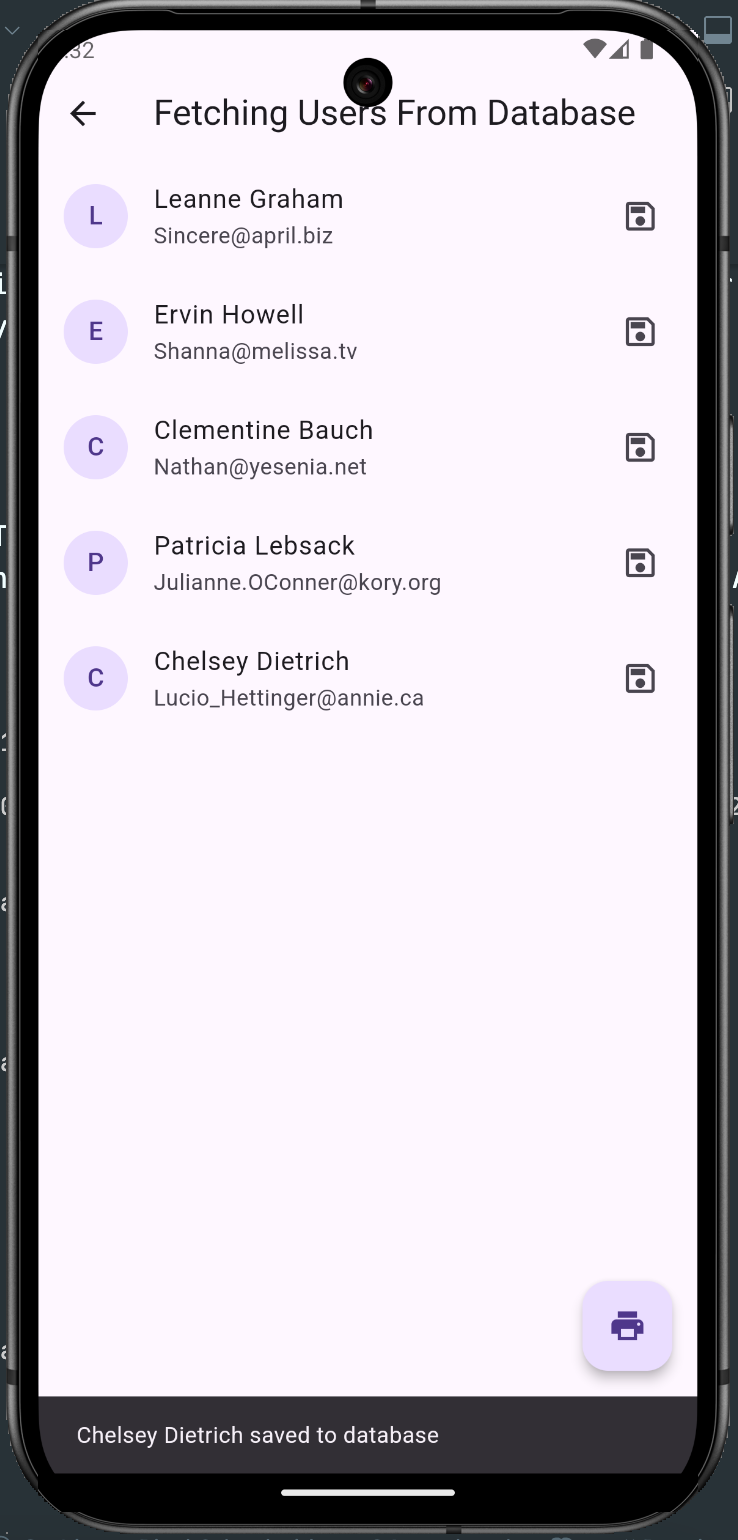 :32
Fetching Users From Database
L
Leanne Graham
Sincere@april.biz
E
Ervin Howell
Shanna@melissa.tv
C
Clementine Bauch
Nathan@yesenia.net
P
Patricia Lebsack
Julianne.OConner@kory.org
C
Chelsey Dietrich
Lucio_Hettinger@annie.ca
Chelsey Dietrich saved to database